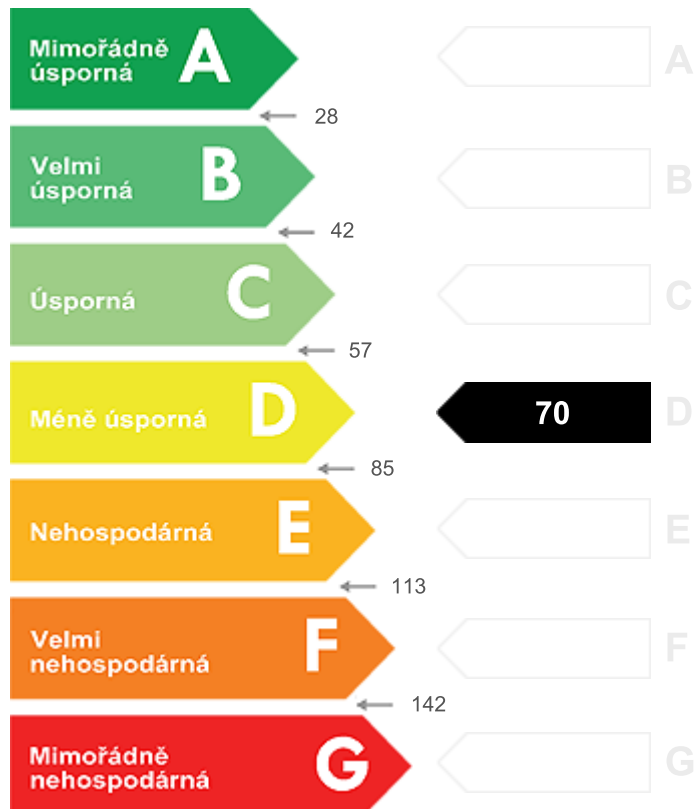 Mimořádně
úsporná
A
A
28
Velmi
úsporná
B
B
42
Úsporná
C
C
57
Méně úsporná
D
70
D
85
Nehospodárná
E
E
113
Velmi
nehospodárná
F
F
142
Mimořádně
nehospodárná
G
G